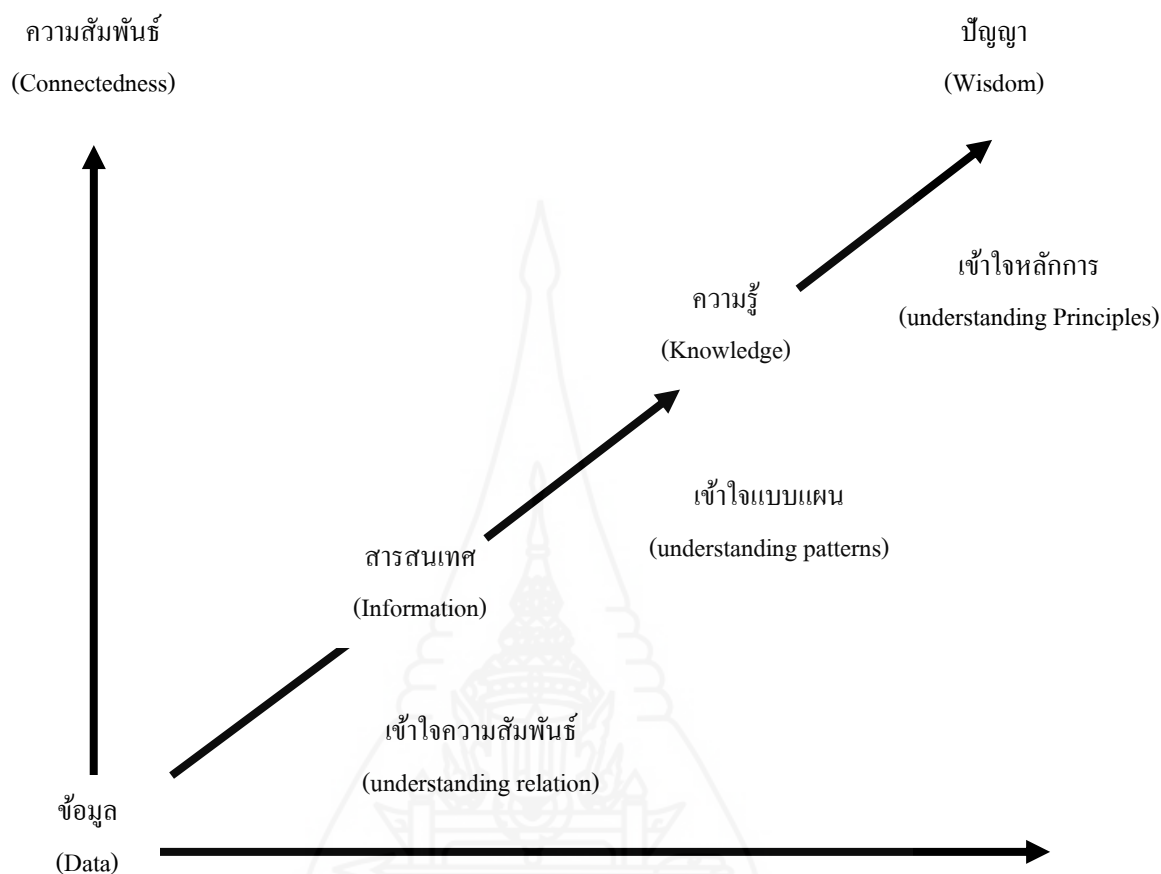 ความสัมพันธ์
(Connectedness)
ปัญญา
(Wisdom)
เข้าใจหลักการ
(understanding Principles)
ความรู้
(Knowledge)
เข้าใจแบบแผน
(understanding patterns)
สารสนเทศ
(Information)
เข้าใจความสัมพันธ์
(understanding relation)
ข้อมูล
(Data)